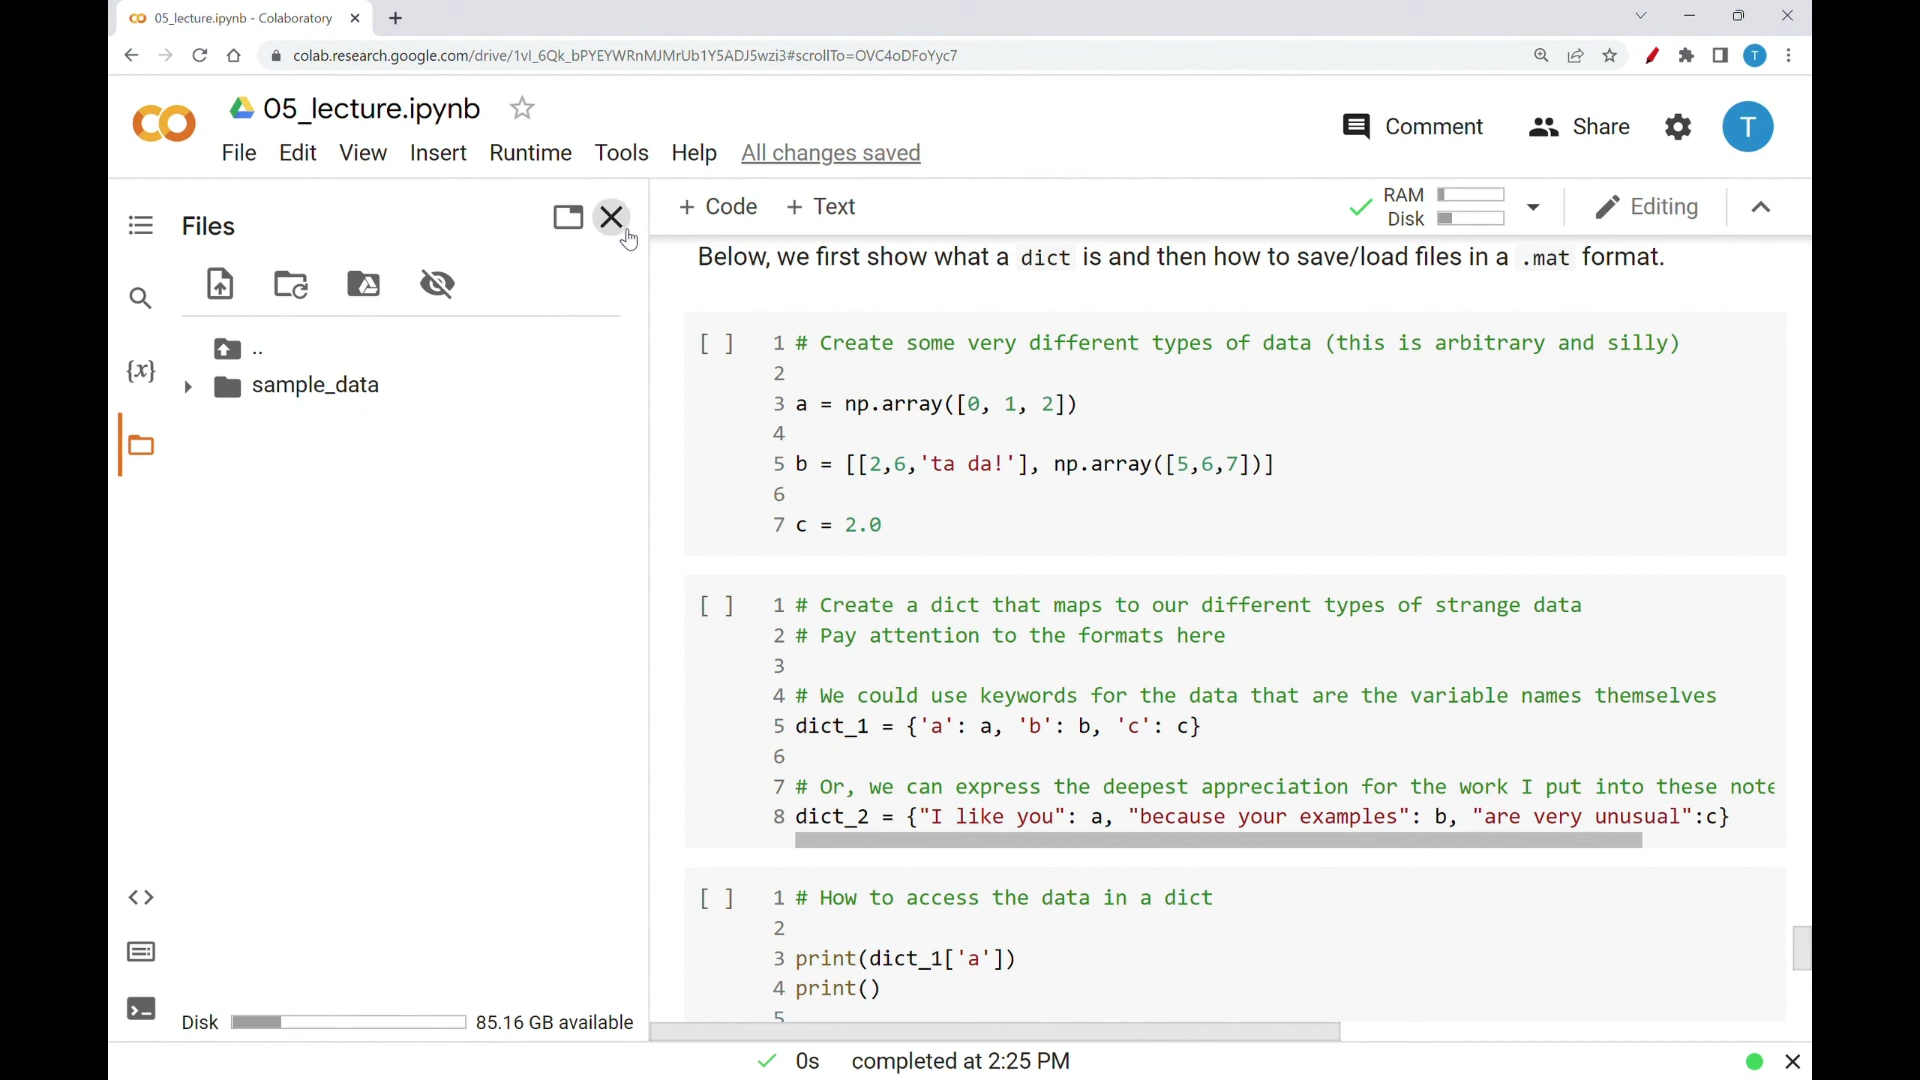 05_lecture.ipynb - Colaboratory
colab.research.google.com/drive/1vI_6Qk_bPYEYWRnMJMrUb1Y5ADJ5wzi3#scrollTo=OVC4oDFoYyc7
T
05_lecture.ipynb
Comment
Share
T
File Edit View Insert Runtime Tools Help All changes saved
Files
+ Code + Text
RAM
Disk
Editing
Below, we first show what a dict is and then how to save/load files in a .mat format.
{x}
..
sample_data
[ ] 1 # Create some very different types of data (this is arbitrary and silly)
2
3 a = np.array([0, 1, 2])
4
5 b = [[2,6,'ta da!'], np.array([5,6,7])]
6
7 c = 2.0
[ ] 1 # Create a dict that maps to our different types of strange data
2 # Pay attention to the formats here
3
4 # We could use keywords for the data that are the variable names themselves
5 dict_1 = {'a': a, 'b': b, 'c': c}
6
7 # Or, we can express the deepest appreciation for the work I put into these note
8 dict_2 = {"I like you": a, "because your examples": b, "are very unusual":c}
[ ] 1 # How to access the data in a dict
2
3 print(dict_1['a'])
4 print()
5
Disk 85.16 GB available
0s completed at 2:25 PM